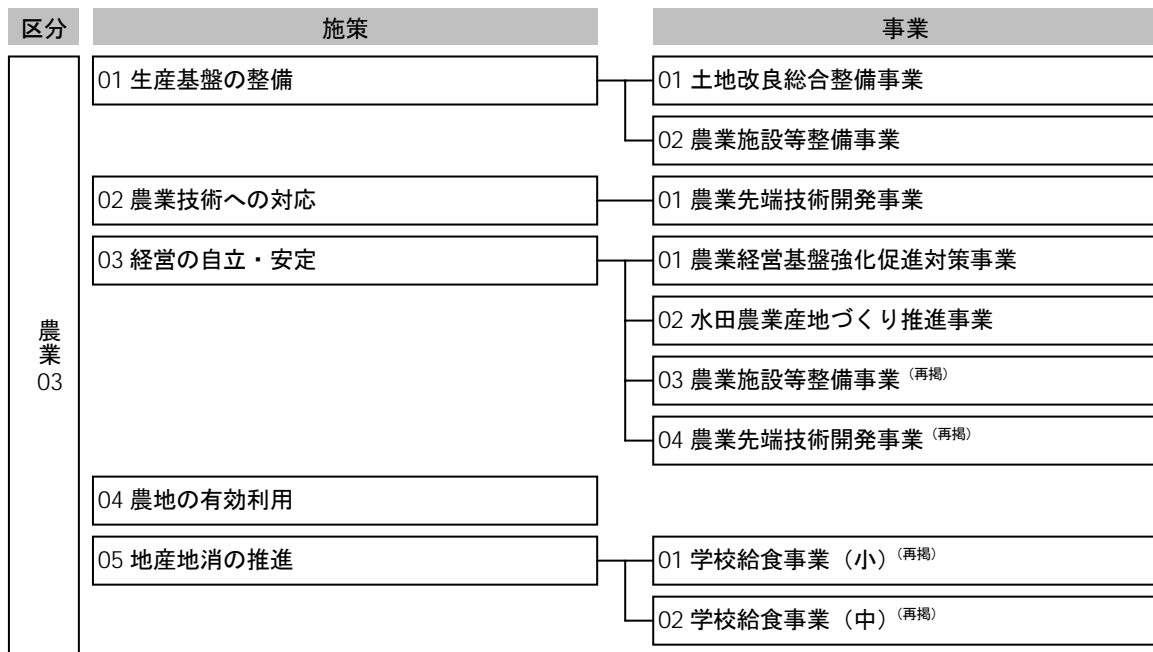 区分 施策 事業
農業03
01 生産基盤の整備
01 土地改良総合整備事業
02 農業施設等整備事業
02 農業技術への対応
01 農業先端技術開発事業
03 経営の自立・安定
01 農業経営基盤強化促進対策事業
02 水田農業産地づくり推進事業
03 農業施設等整備事業（再掲）
04 農業先端技術開発事業（再掲）
04 農地の有効利用
05 地産地消の推進
01 学校給食事業（小）（再掲）
02 学校給食事業（中）（再掲）